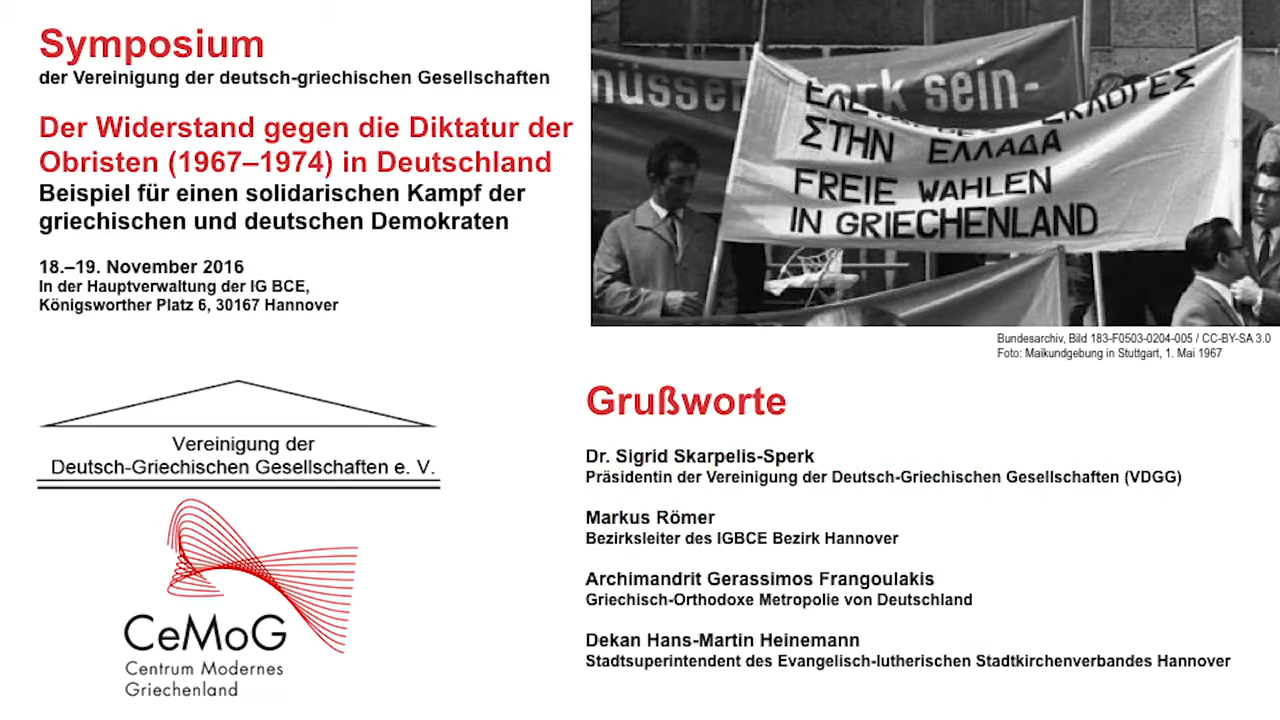 Symposium
der Vereinigung der deutsch-griechischen Gesellschaften
Der Widerstand gegen die Diktatur der
Obristen (1967–1974) in Deutschland
Beispiel für einen solidarischen Kampf der
griechischen und deutschen Demokraten
18.–19. November 2016
In der Hauptverwaltung der IG BCE,
Königsworther Platz 6, 30167 Hannover
müssen
sein-
ΣΤΗΝ ΕΛΛΑΔΑ
FREIE WAHLEN
IN GRIECHENLAND
Bundesarchiv, Bild 183-F0503-0204-005 / CC-BY-SA 3.0
Foto: Maikundgebung in Stuttgart, 1. Mai 1967
Vereinigung der
Deutsch-Griechischen Gesellschaften e. V.
CeMoG
Centrum Modernes
Griechenland
Grußworte
Dr. Sigrid Skarpelis-Sperk
Präsidentin der Vereinigung der Deutsch-Griechischen Gesellschaften (VDGG)
Markus Römer
Bezirksleiter des IGBCE Bezirk Hannover
Archimandrit Gerassimos Frangoulakis
Griechisch-Orthodoxe Metropolie von Deutschland
Dekan Hans-Martin Heinemann
Stadtsuperintendent des Evangelisch-lutherischen Stadtkirchenverbandes Hannover